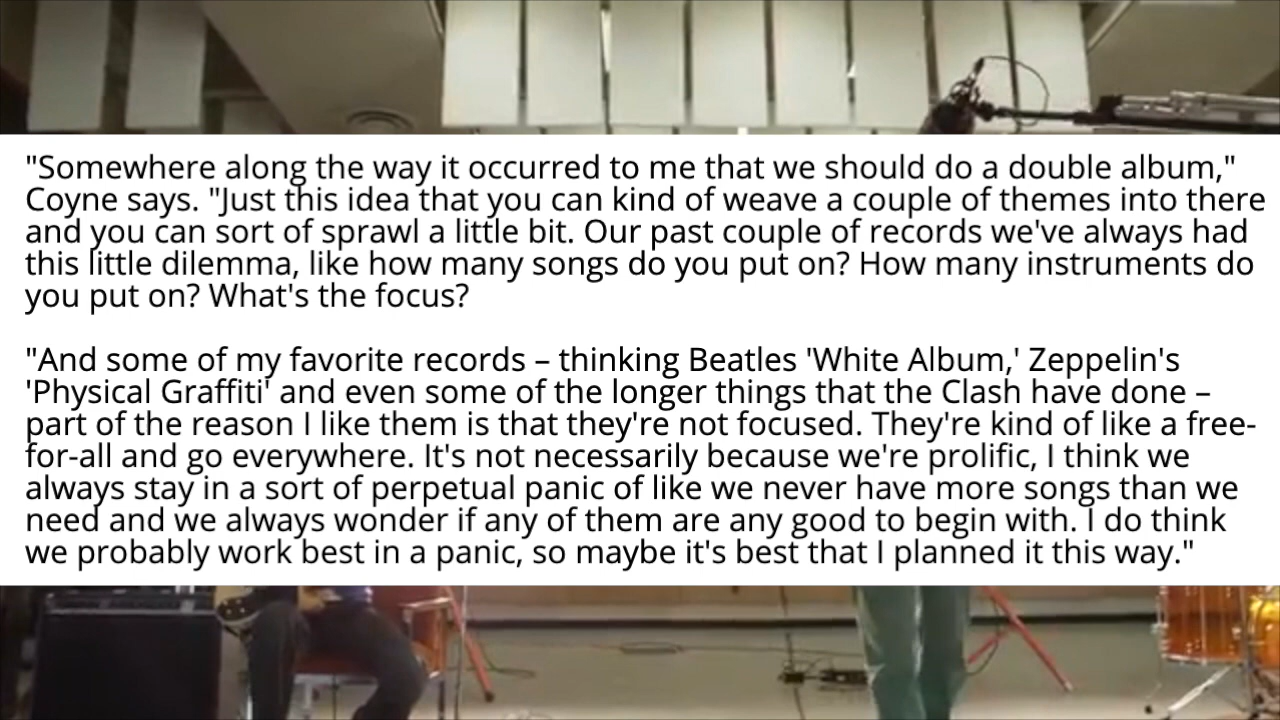 "Somewhere along the way it occurred to me that we should do a double album,"
Coyne says. "Just this idea that you can kind of weave a couple of themes into there
and you can sort of sprawl a little bit. Our past couple of records we've always had
this little dilemma, like how many songs do you put on? How many instruments do
you put on? What's the focus?
"And some of my favorite records – thinking Beatles 'White Album,' Zeppelin's
'Physical Graffiti' and even some of the longer things that the Clash have done –
part of the reason I like them is that they're not focused. They're kind of like a free-
for-all and go everywhere. It's not necessarily because we're prolific, I think we
always stay in a sort of perpetual panic of like we never have more songs than we
need and we always wonder if any of them are any good to begin with. I do think
we probably work best in a panic, so maybe it's best that I planned it this way."